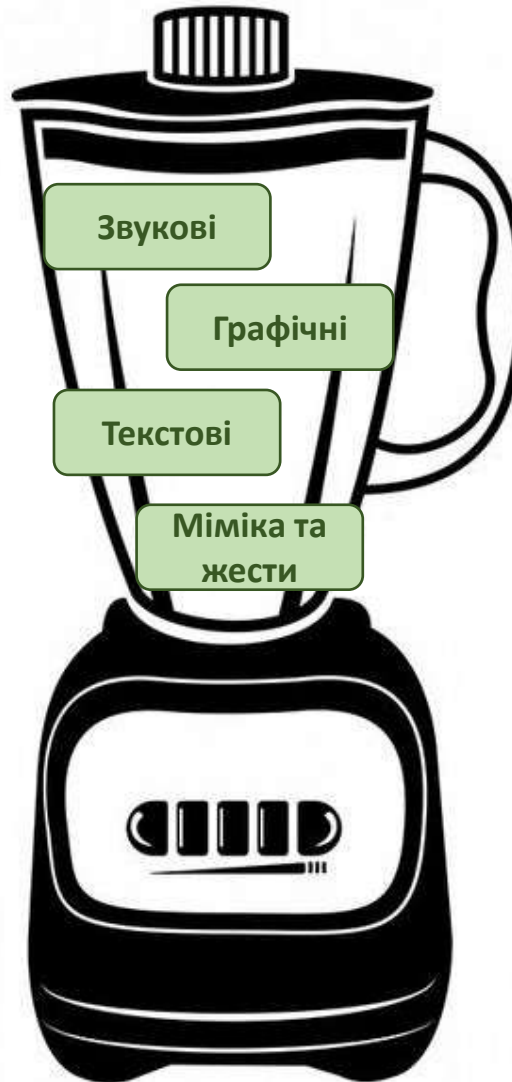 Звукові
Графічні
Текстові
Міміка та
жести